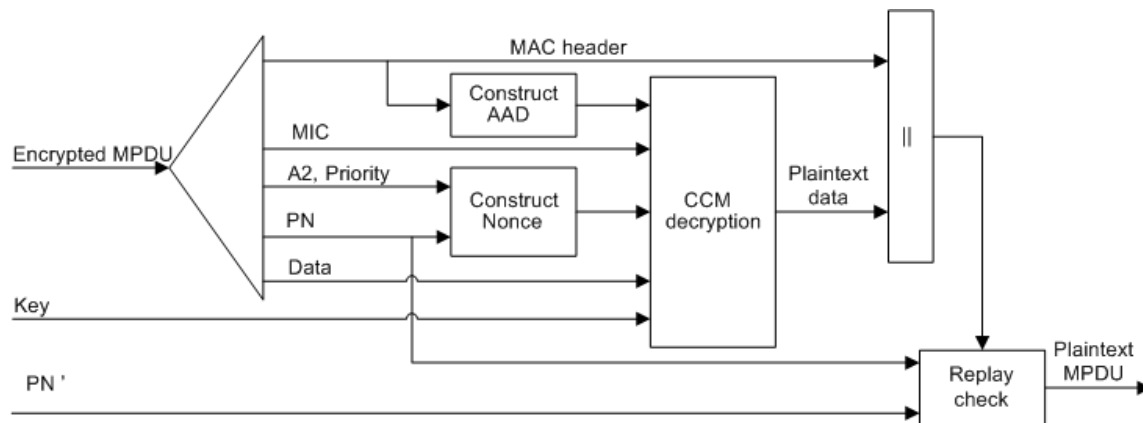 MAC header
Construct
AAD
MIC
Encrypted MPDU
A2, Priority
Construct
Nonce
PN
Data
CCM
decryption
Plaintext
data
||
Key
PN '
Replay
check
Plaintext
MPDU